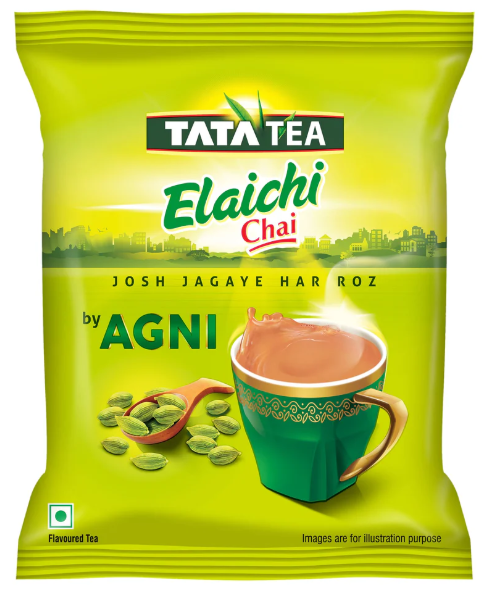 TATA TEA
Elaichi
Chai
JOSH JAGAYE HAR ROZ
by AGNI
Flavoured Tea
Images are for illustration purpose